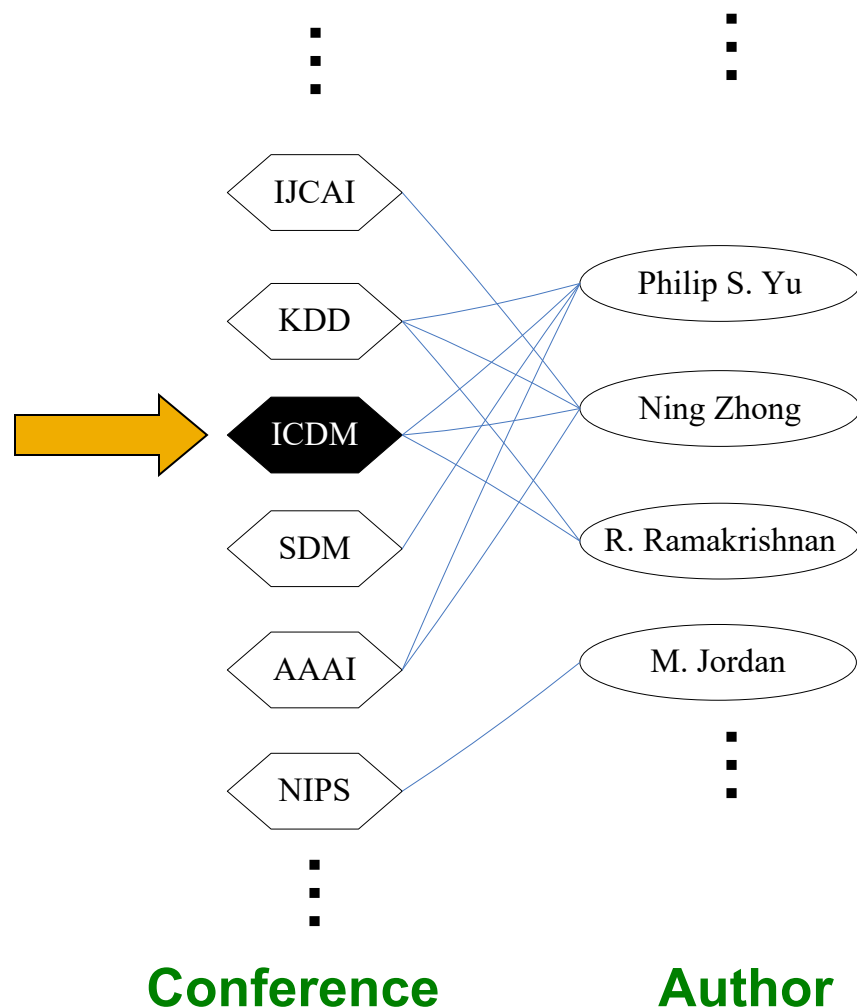 IJCAI
KDD
ICDM
SDM
AAAI
NIPS
Conference
Philip S. Yu
Ning Zhong
R. Ramakrishnan
M. Jordan
Author